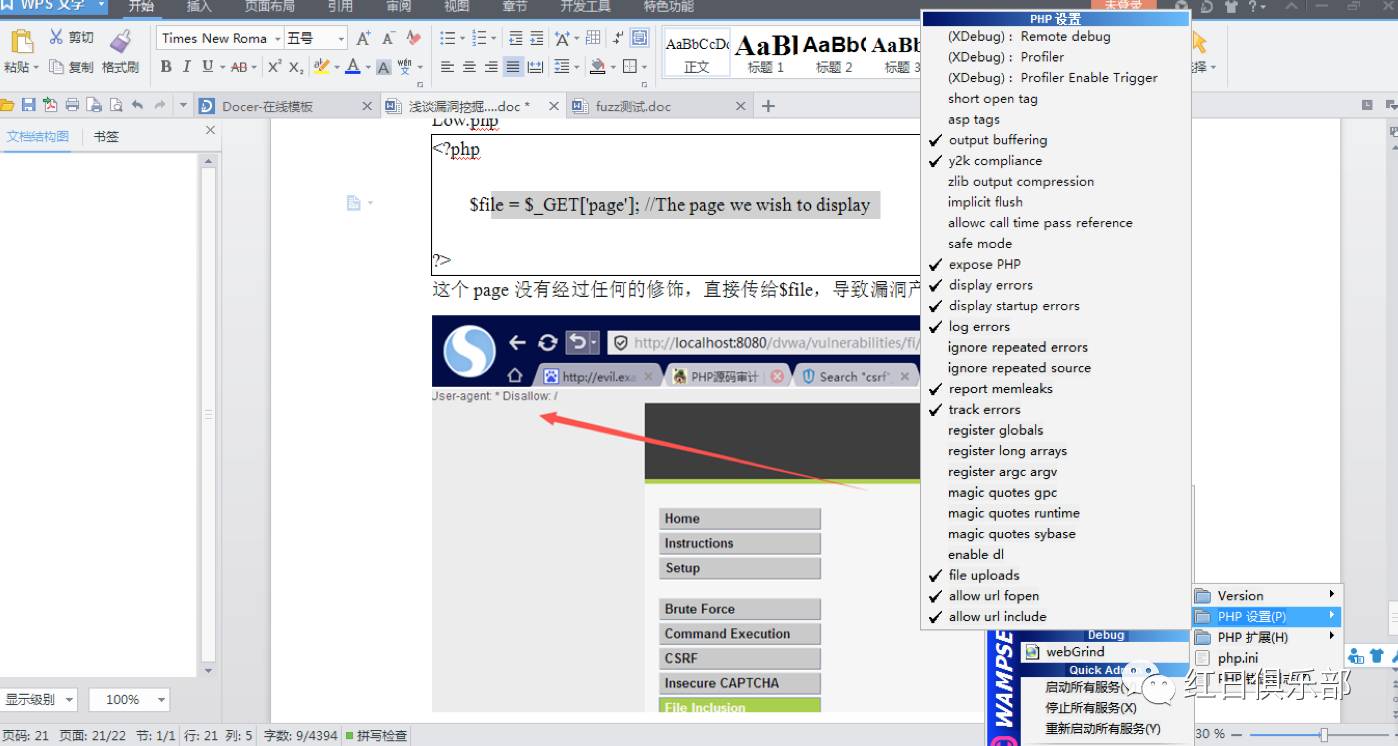 WPS 文字
开始 插入 页面布局 引用 审阅 视图 章节 开发工具 特色功能
未登录
粘贴 剪切 复制 格式刷
Times New Roma 五号
B I U AB X² X₂
AaBbCcDc AaBl AaBb( AaBb
正文 标题 1 标题 2 标题 3
择
Docer-在线模板 浅谈漏洞挖掘....doc * fuzz测试.doc
文档结构图 书签
Low.php
<?php
$file = $_GET['page']; //The page we wish to display
?>
这个 page 没有经过任何的修饰，直接传给$file，导致漏洞产
http://localhost:8080/dvwa/vulnerabilities/fi/
http://evil.exa PHP源码审计 Search "csrf"
User-agent: * Disallow: /
Home
Instructions
Setup
Brute Force
Command Execution
CSRF
Insecure CAPTCHA
File Inclusion
PHP 设置
(XDebug) : Remote debug
(XDebug) : Profiler
(XDebug) : Profiler Enable Trigger
short open tag
asp tags
output buffering
y2k compliance
zlib output compression
implicit flush
allowc call time pass reference
safe mode
expose PHP
display errors
display startup errors
log errors
ignore repeated errors
ignore repeated source
report memleaks
track errors
register globals
register long arrays
register argc argv
magic quotes gpc
magic quotes runtime
magic quotes sybase
enable dl
file uploads
allow url fopen
allow url include
Version
PHP 设置(P)
PHP 扩展(H)
php.ini
Debug
webGrind
Quick Ad
启动所有服务(
停止所有服务(X)
重新启动所有服务(Y)
WAMPSE
红日俱乐部
显示级别 100%
页码: 21 页面: 21/22 节: 1/1 行: 21 列: 5 字数: 9/4394 拼写检查
30 %